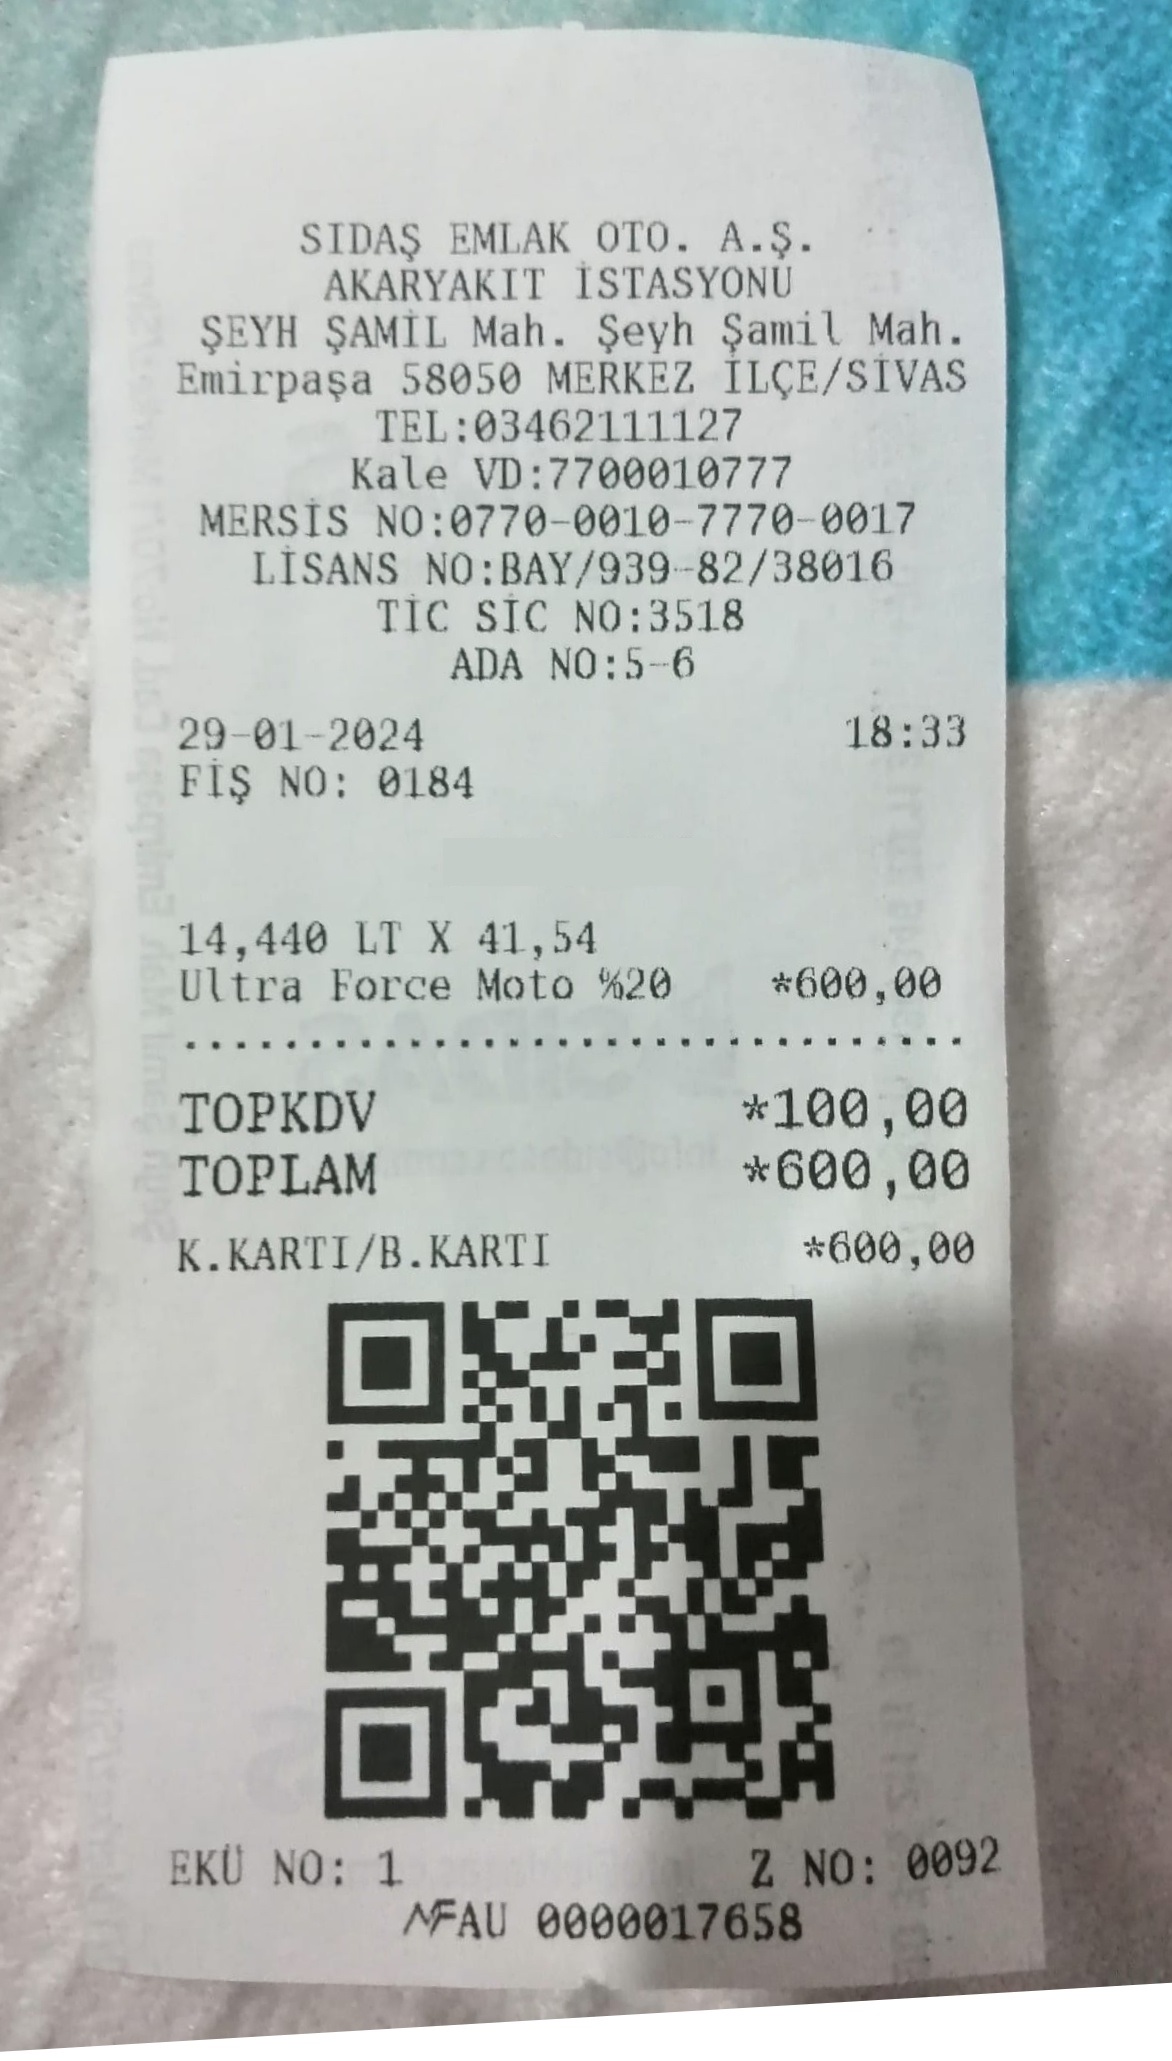 SIDAŞ EMLAK OTO. A.Ş.
AKARYAKIT İSTASYONU
ŞEYH ŞAMİL Mah. Şeyh Şamil Mah.
Emirpaşa 58050 MERKEZ İLÇE/SİVAS
TEL:03462111127
Kale VD:7700010777
MERSİS NO:0770-0010-7770-0017
LİSANS NO:BAY/939-82/38016
TİC SİC NO:3518
ADA NO:5-6
29-01-2024 18:33
FİŞ NO: 0184
14,440 LT X 41,54
Ultra Force Moto %20 *600,00
TOPKDV *100,00
TOPLAM *600,00
K.KARTI/B.KARTI *600,00
EKÜ NO: 1 Z NO: 0092
MF AU 0000017658